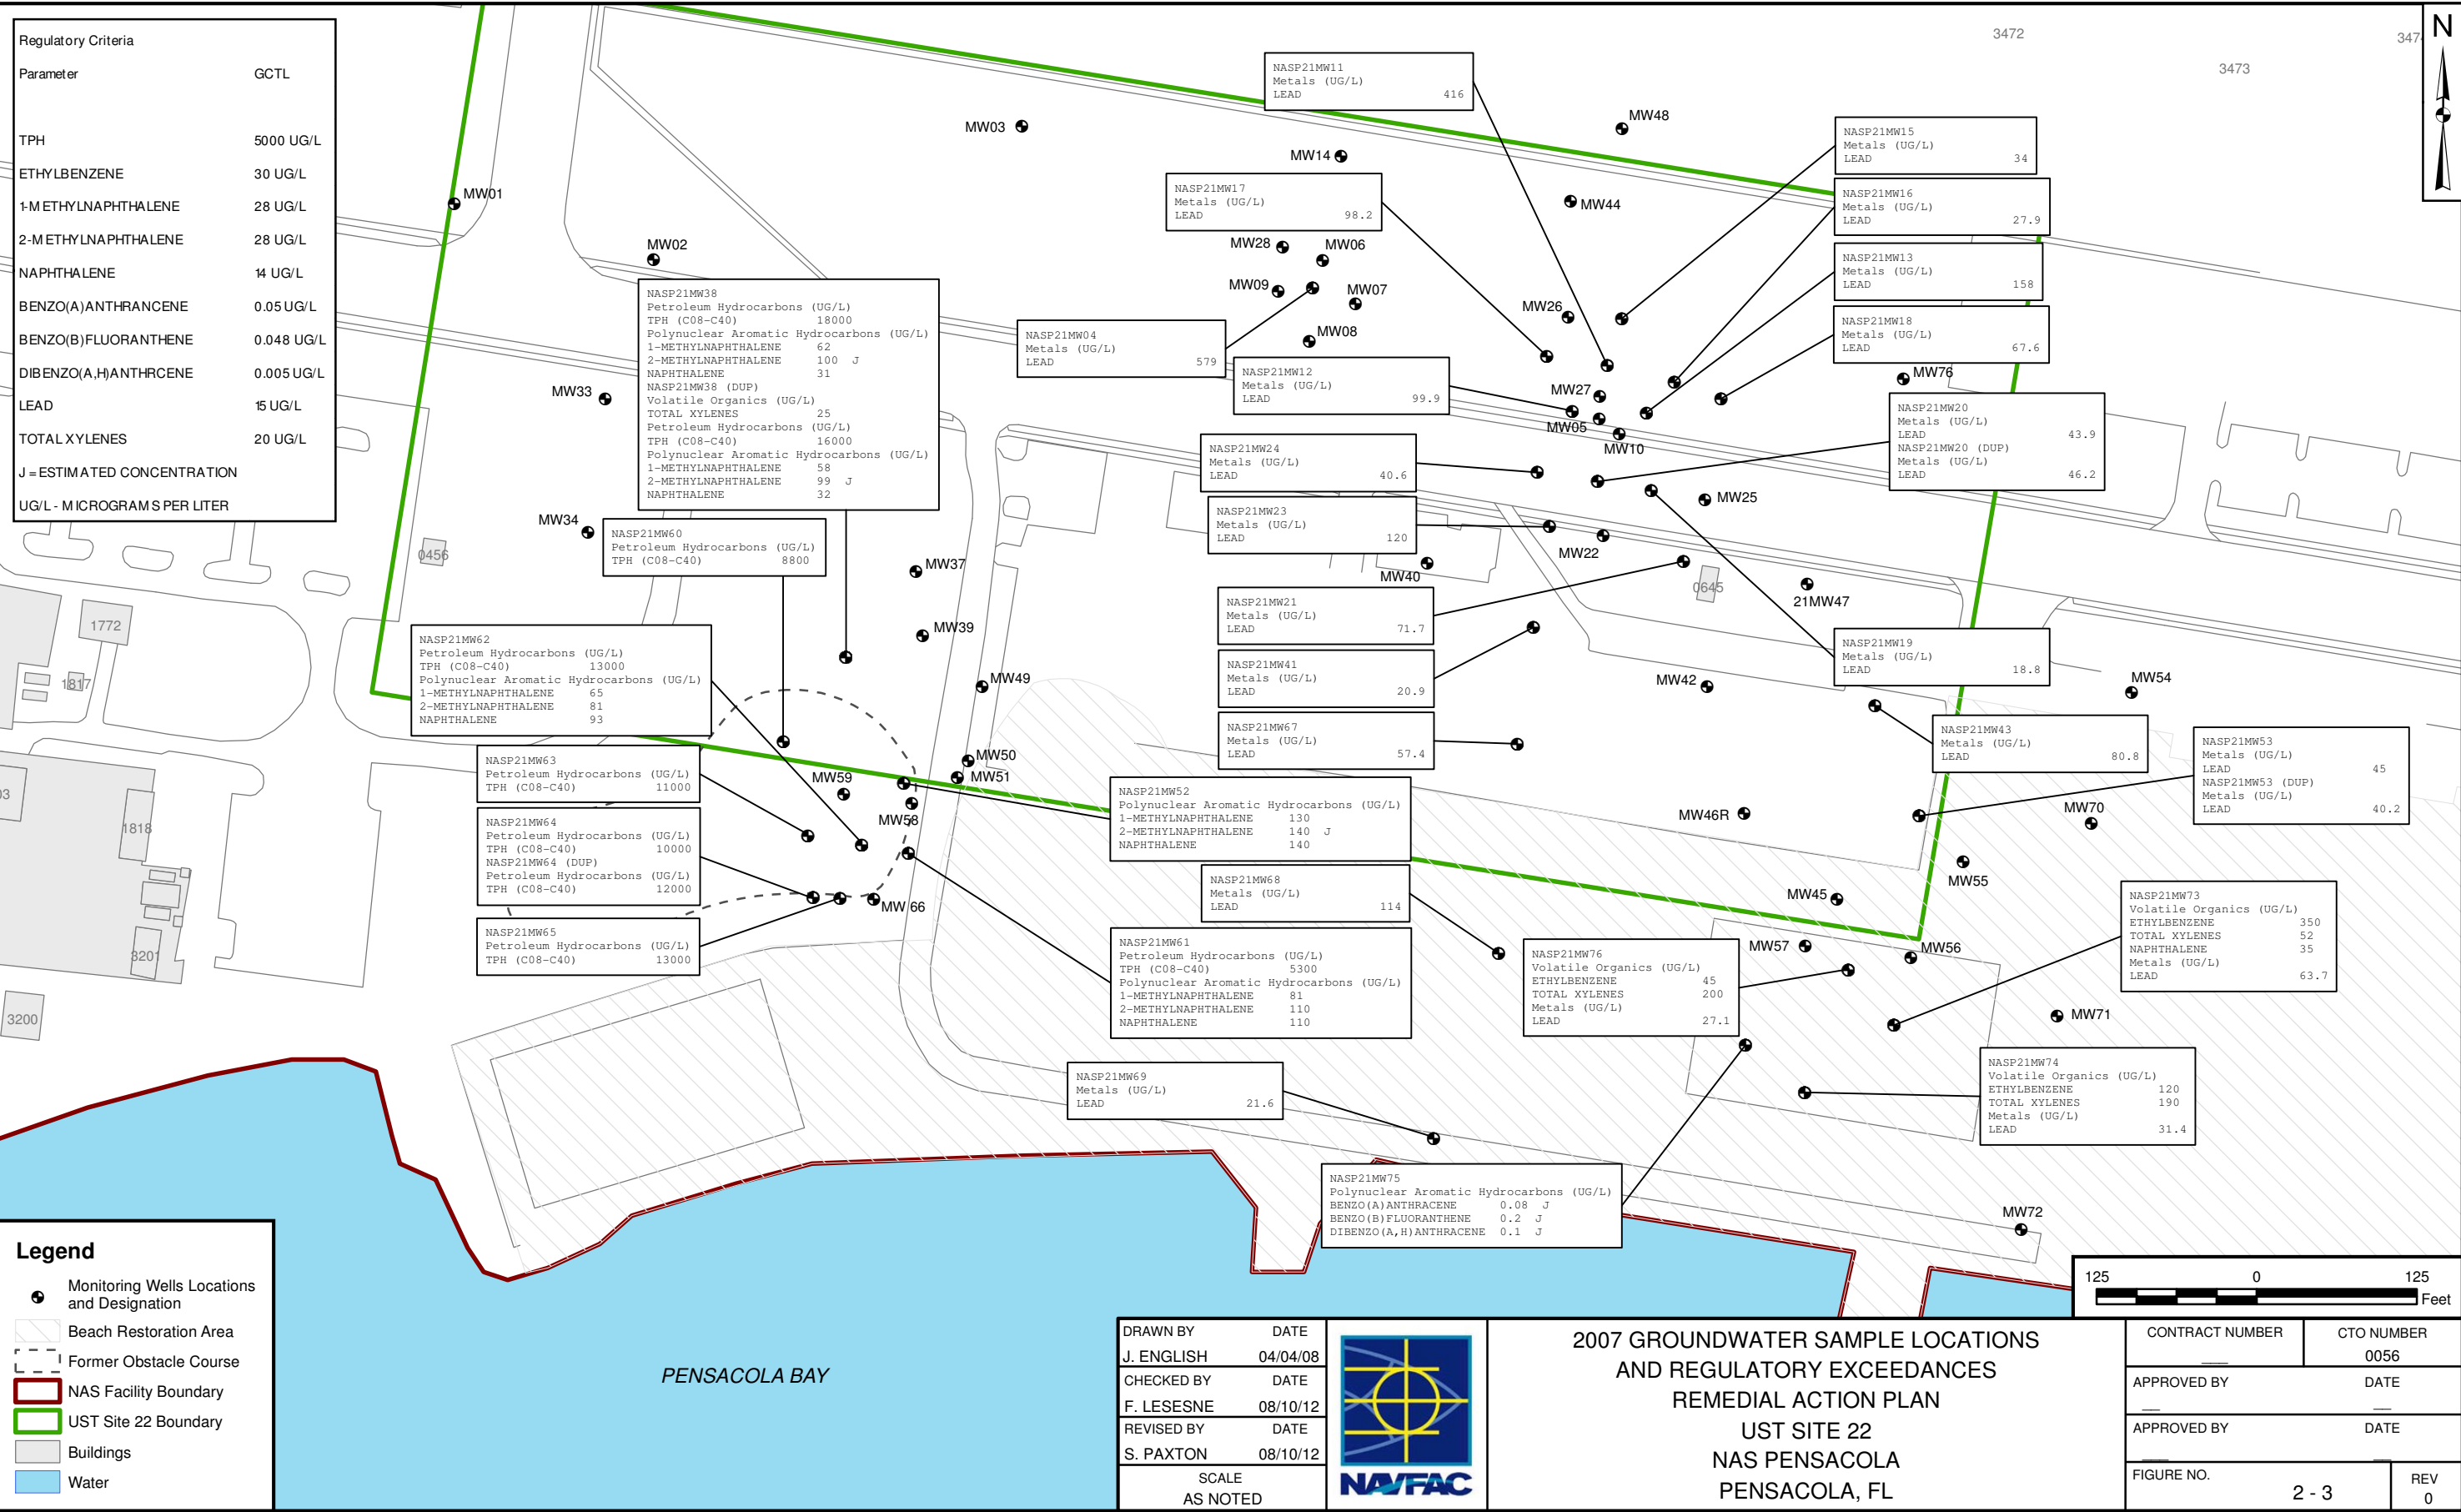 Regulatory Criteria
Parameter GCTL
TPH 5000 UG/L
ETHYLBENZENE 30 UG/L
1-METHYLNAPHTHALENE 28 UG/L
2-METHYLNAPHTHALENE 28 UG/L
NAPHTHALENE 14 UG/L
BENZO(A)ANTHRANCENE 0.05 UG/L
BENZO(B)FLUORANTHENE 0.048 UG/L
DIBENZO(A,H)ANTHRCENE 0.005 UG/L
LEAD 15 UG/L
TOTAL XYLENES 20 UG/L
J = ESTIMATED CONCENTRATION
UG/L - MICROGRAMS PER LITER
3472
3473
N
MW01
MW02
MW03
MW14
MW48
MW44
MW28
MW06
MW09
MW07
MW08
MW26
MW27
MW05
MW10
MW76
MW25
MW22
MW40
21MW47
0645
MW42
MW54
MW33
MW34
0456
MW37
MW39
MW49
MW50
MW51
MW59
MW58
MW 66
MW46R
MW70
MW55
MW45
MW57
MW56
MW71
MW72
1772
1817
1818
03
3201
3200
NASP21MW11
Metals (UG/L)
LEAD 416
NASP21MW15
Metals (UG/L)
LEAD 34
NASP21MW17
Metals (UG/L)
LEAD 98.2
NASP21MW16
Metals (UG/L)
LEAD 27.9
NASP21MW13
Metals (UG/L)
LEAD 158
NASP21MW18
Metals (UG/L)
LEAD 67.6
NASP21MW04
Metals (UG/L)
LEAD 579
NASP21MW12
Metals (UG/L)
LEAD 99.9
NASP21MW20
Metals (UG/L)
LEAD 43.9
NASP21MW20 (DUP)
Metals (UG/L)
LEAD 46.2
NASP21MW24
Metals (UG/L)
LEAD 40.6
NASP21MW23
Metals (UG/L)
LEAD 120
NASP21MW21
Metals (UG/L)
LEAD 71.7
NASP21MW41
Metals (UG/L)
LEAD 20.9
NASP21MW67
Metals (UG/L)
LEAD 57.4
NASP21MW19
Metals (UG/L)
LEAD 18.8
NASP21MW43
Metals (UG/L)
LEAD 80.8
NASP21MW53
Metals (UG/L)
LEAD 45
NASP21MW53 (DUP)
Metals (UG/L)
LEAD 40.2
NASP21MW38
Petroleum Hydrocarbons (UG/L)
TPH (C08-C40) 18000
Polynuclear Aromatic Hydrocarbons (UG/L)
1-METHYLNAPHTHALENE 62
2-METHYLNAPHTHALENE 100 J
NAPHTHALENE 31
NASP21MW38 (DUP)
Volatile Organics (UG/L)
TOTAL XYLENES 25
Petroleum Hydrocarbons (UG/L)
TPH (C08-C40) 16000
Polynuclear Aromatic Hydrocarbons (UG/L)
1-METHYLNAPHTHALENE 58
2-METHYLNAPHTHALENE 99 J
NAPHTHALENE 32
NASP21MW60
Petroleum Hydrocarbons (UG/L)
TPH (C08-C40) 8800
NASP21MW62
Petroleum Hydrocarbons (UG/L)
TPH (C08-C40) 13000
Polynuclear Aromatic Hydrocarbons (UG/L)
1-METHYLNAPHTHALENE 65
2-METHYLNAPHTHALENE 81
NAPHTHALENE 93
NASP21MW63
Petroleum Hydrocarbons (UG/L)
TPH (C08-C40) 11000
NASP21MW64
Petroleum Hydrocarbons (UG/L)
TPH (C08-C40) 10000
NASP21MW64 (DUP)
Petroleum Hydrocarbons (UG/L)
TPH (C08-C40) 12000
NASP21MW65
Petroleum Hydrocarbons (UG/L)
TPH (C08-C40) 13000
NASP21MW52
Polynuclear Aromatic Hydrocarbons (UG/L)
1-METHYLNAPHTHALENE 130
2-METHYLNAPHTHALENE 140 J
NAPHTHALENE 140
NASP21MW68
Metals (UG/L)
LEAD 114
NASP21MW61
Petroleum Hydrocarbons (UG/L)
TPH (C08-C40) 5300
Polynuclear Aromatic Hydrocarbons (UG/L)
1-METHYLNAPHTHALENE 81
2-METHYLNAPHTHALENE 110
NAPHTHALENE 110
NASP21MW76
Volatile Organics (UG/L)
ETHYLBENZENE 45
TOTAL XYLENES 200
Metals (UG/L)
LEAD 27.1
NASP21MW73
Volatile Organics (UG/L)
ETHYLBENZENE 350
TOTAL XYLENES 52
NAPHTHALENE 35
Metals (UG/L)
LEAD 63.7
NASP21MW69
Metals (UG/L)
LEAD 21.6
NASP21MW74
Volatile Organics (UG/L)
ETHYLBENZENE 120
TOTAL XYLENES 190
Metals (UG/L)
LEAD 31.4
NASP21MW75
Polynuclear Aromatic Hydrocarbons (UG/L)
BENZO(A)ANTHRACENE 0.08 J
BENZO(B)FLUORANTHENE 0.2 J
DIBENZO(A,H)ANTHRACENE 0.1 J
PENSACOLA BAY
Legend
Monitoring Wells Locations
and Designation
Beach Restoration Area
Former Obstacle Course
NAS Facility Boundary
UST Site 22 Boundary
Buildings
Water
125 0 125
Feet
DRAWN BY DATE
J. ENGLISH 04/04/08
CHECKED BY DATE
F. LESESNE 08/10/12
REVISED BY DATE
S. PAXTON 08/10/12
SCALE
AS NOTED
NAVFAC
2007 GROUNDWATER SAMPLE LOCATIONS
AND REGULATORY EXCEEDANCES
REMEDIAL ACTION PLAN
UST SITE 22
NAS PENSACOLA
PENSACOLA, FL
CONTRACT NUMBER CTO NUMBER
0056
APPROVED BY DATE
APPROVED BY DATE
FIGURE NO. 2 - 3
REV
0